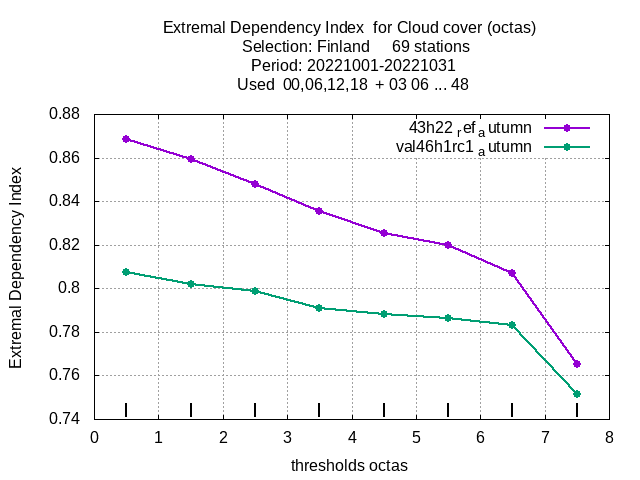 Extremal Dependency Index  for Cloud cover (octas)
Selection: Finland     69 stations
Period: 20221001-20221031
Used  00,06,12,18  + 03 06 ... 48
43h22 ref autumn
val46h1rc1 autumn
Extremal Dependency Index
0.88
0.86
0.84
0.82
0.8
0.78
0.76
0.74
0 1 2 3 4 5 6 7 8
thresholds octas